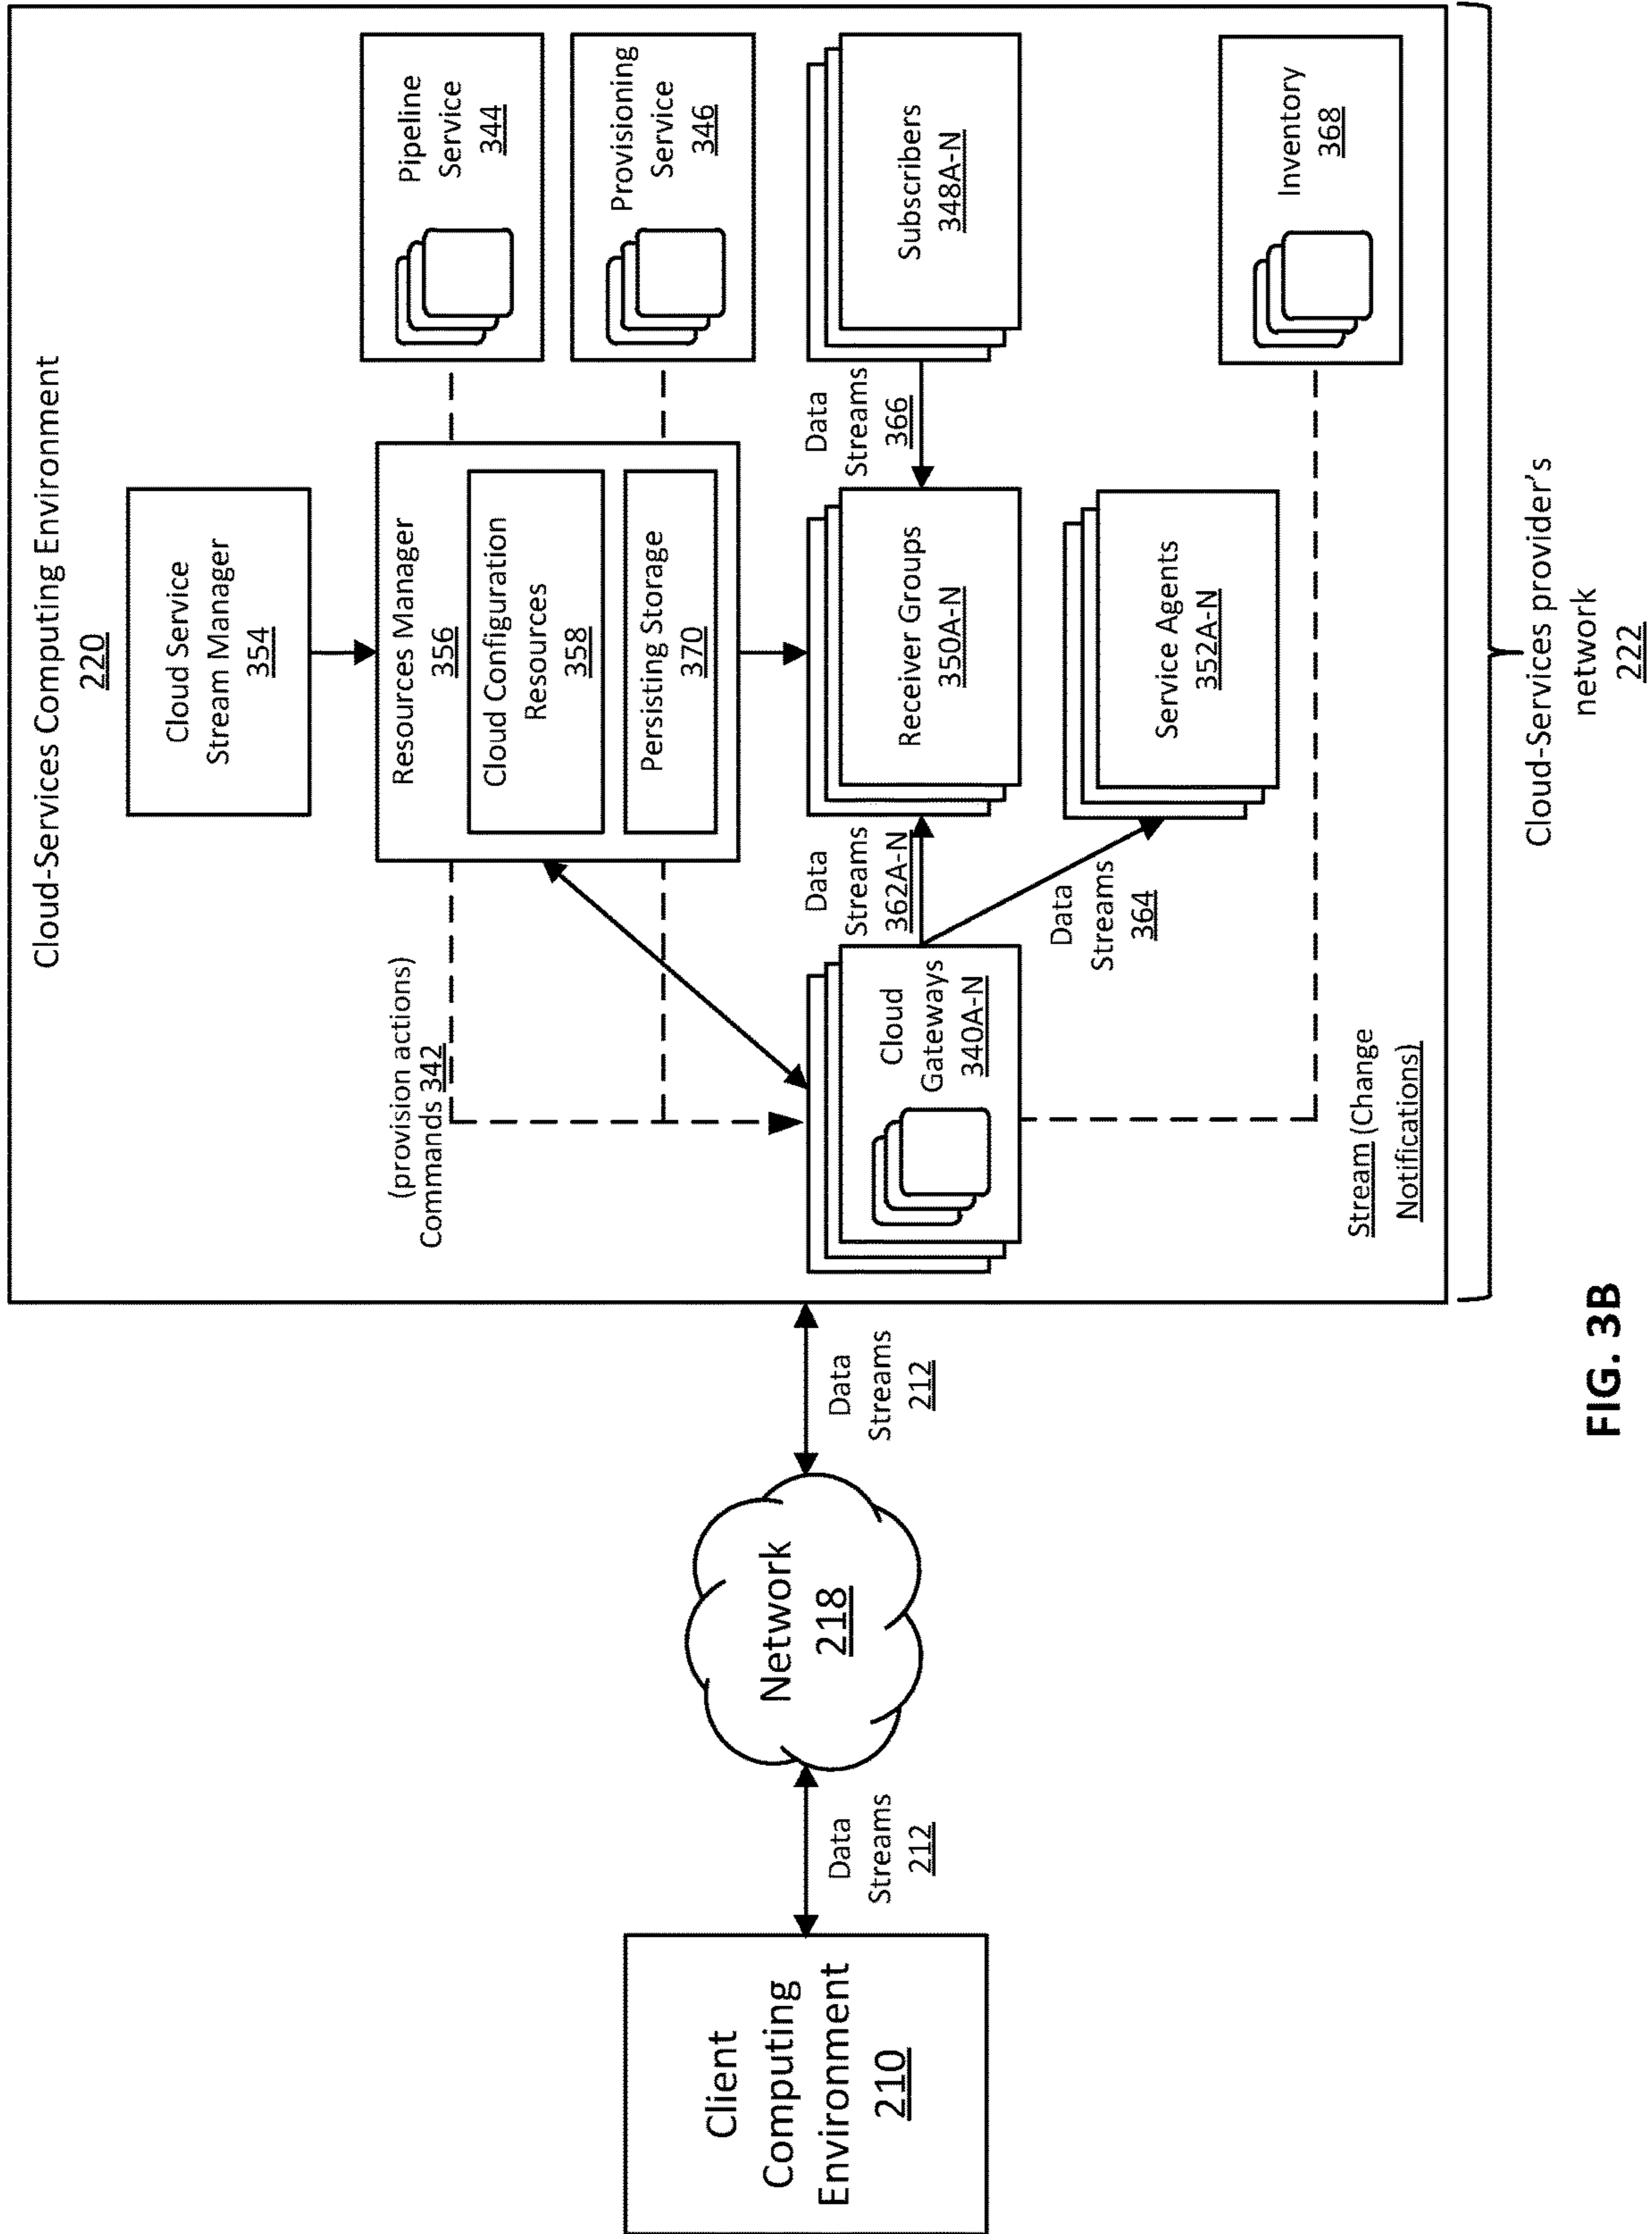 Cloud-Services Computing Environment
220
Cloud Service
Stream Manager
354
Resources Manager
356
Cloud Configuration
Resources
358
Persisting Storage
370
Pipeline
Service
344
Provisioning
Service
346
(provision actions)
Commands 342
Client
Computing
Environment
210
Data
Streams
212
Network
218
Data
Streams
212
Cloud
Gateways
340A-N
Data
Streams
362A-N
Receiver Groups
350A-N
Data
Streams
366
Subscribers
348A-N
Data
Streams
364
Service Agents
352A-N
Inventory
368
Stream (Change
Notifications)
Cloud-Services provider's
network
222
FIG. 3B